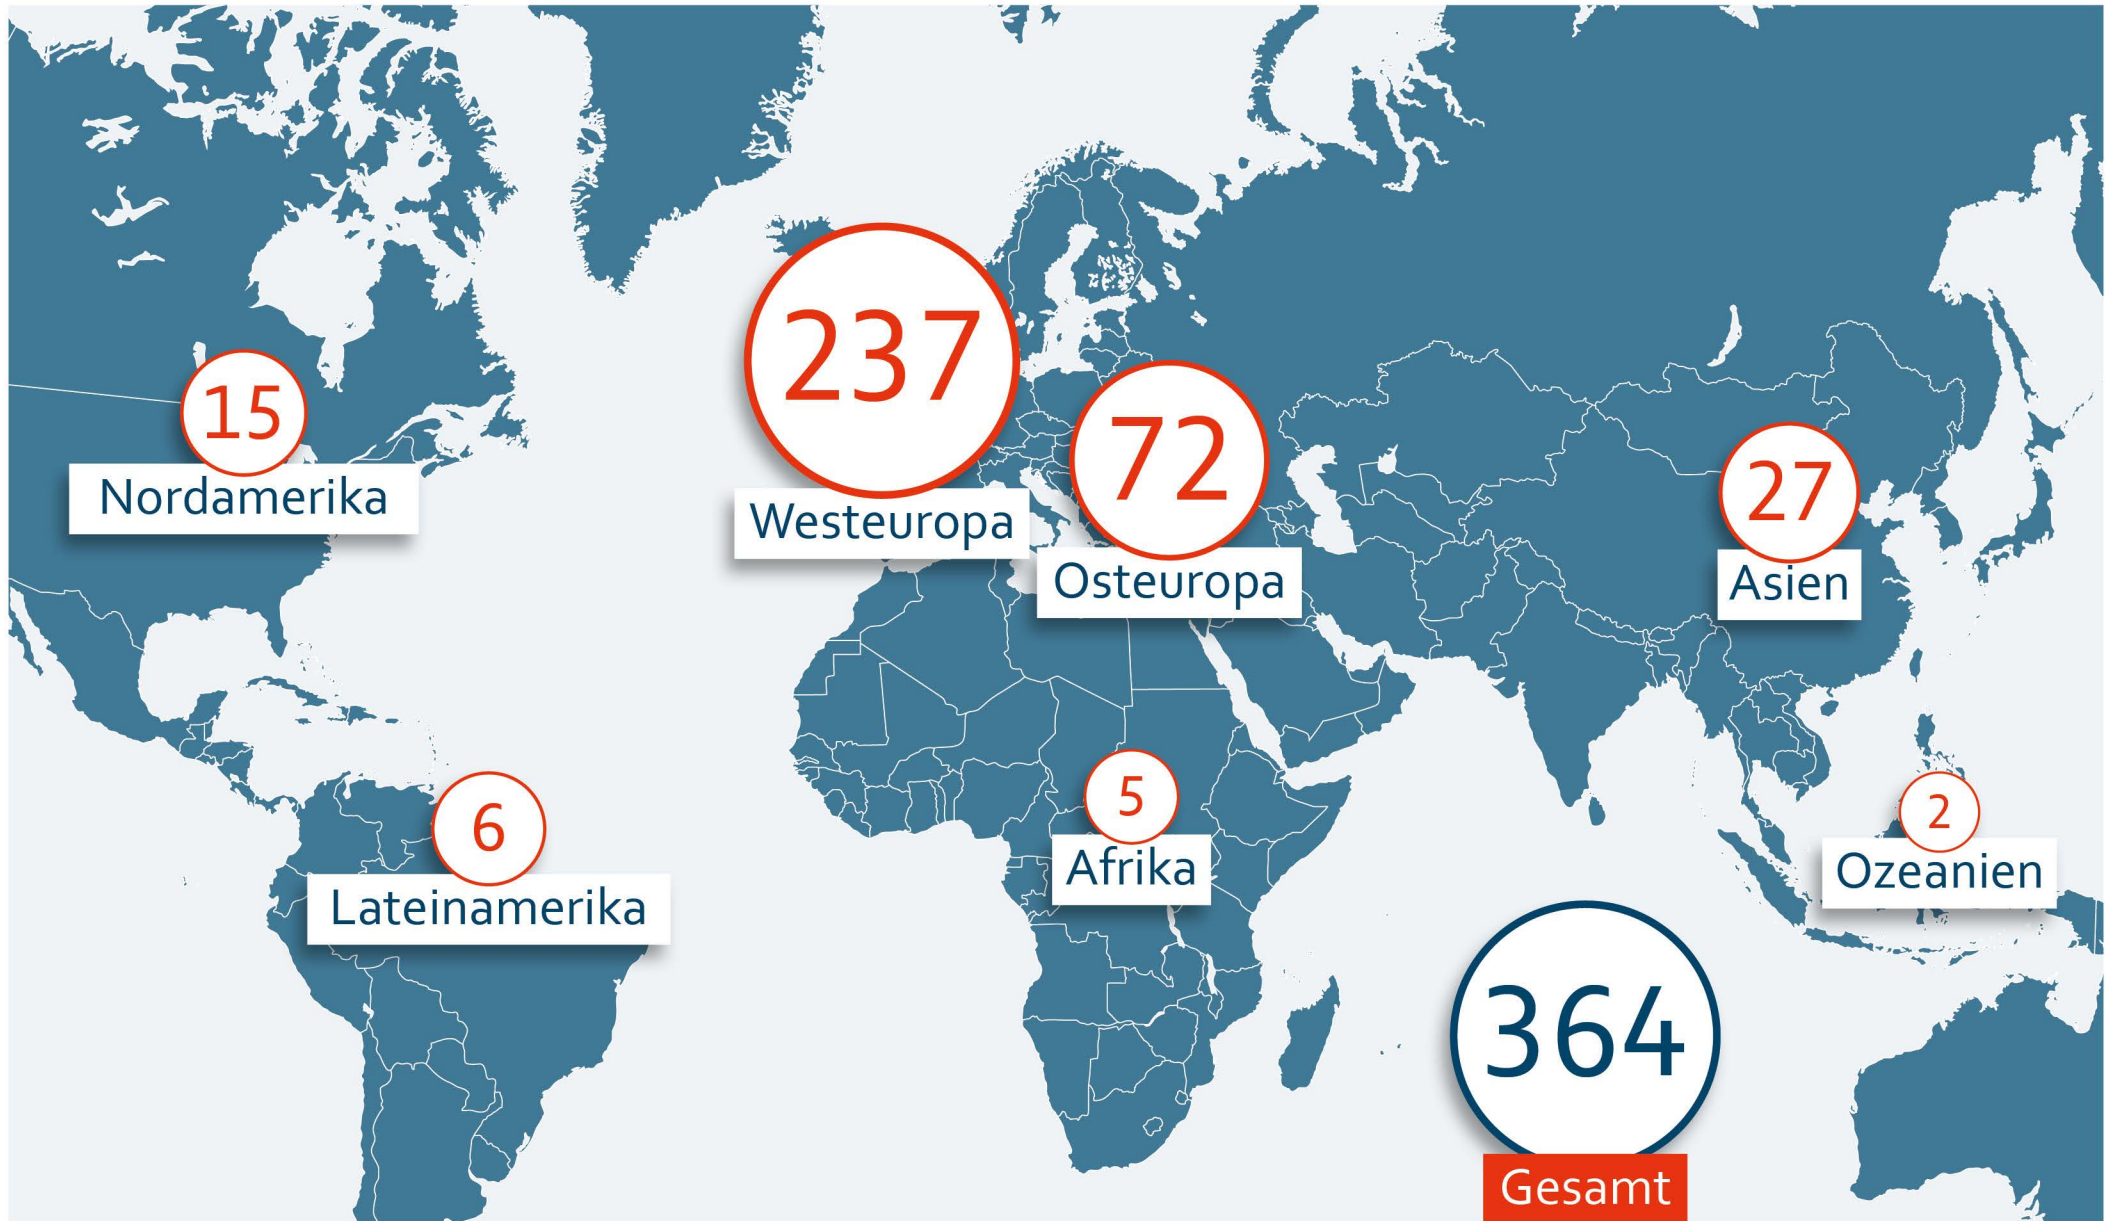 237
Westeuropa
72
Osteuropa
15
Nordamerika
27
Asien
6
Lateinamerika
5
Afrika
2
Ozeanien
364
Gesamt